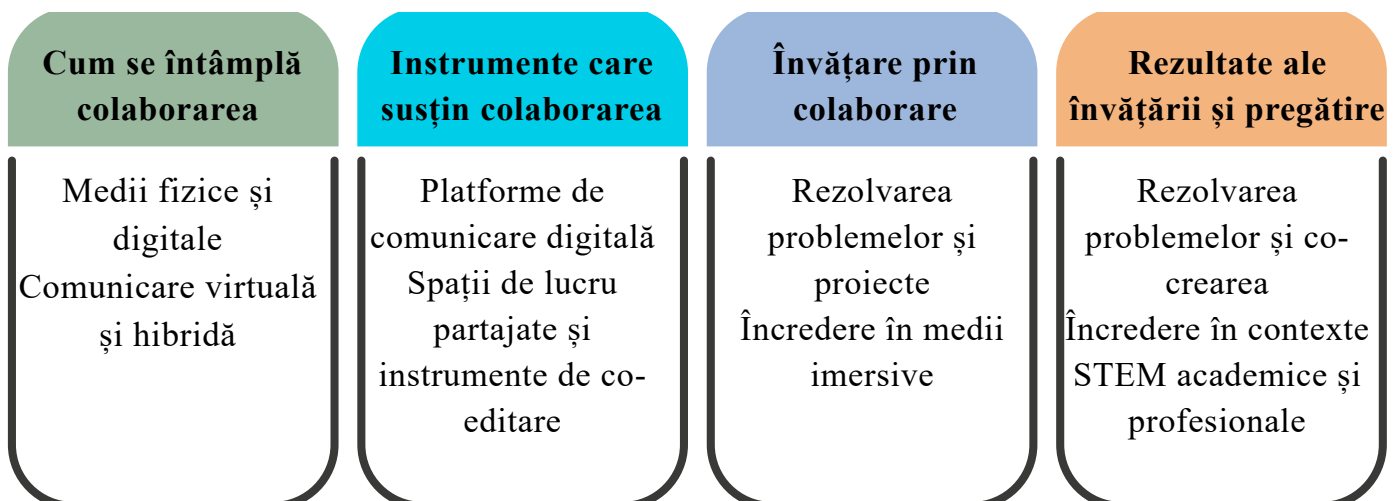 Cum se întâmplă
colaborarea
Medii fizice și
digitale
Comunicare virtuală
și hibridă
Instrumente care
susțin colaborarea
Platforme de
comunicare digitală
Spații de lucru
partajate și
instrumente de co-
editare
Învățare prin
colaborare
Rezolvarea
problemelor și
proiecte
Încredere în medii
imersive
Rezultate ale
învățării și pregătire
Rezolvarea
problemelor și co-
crearea
Încredere în contexte
STEM academice și
profesionale